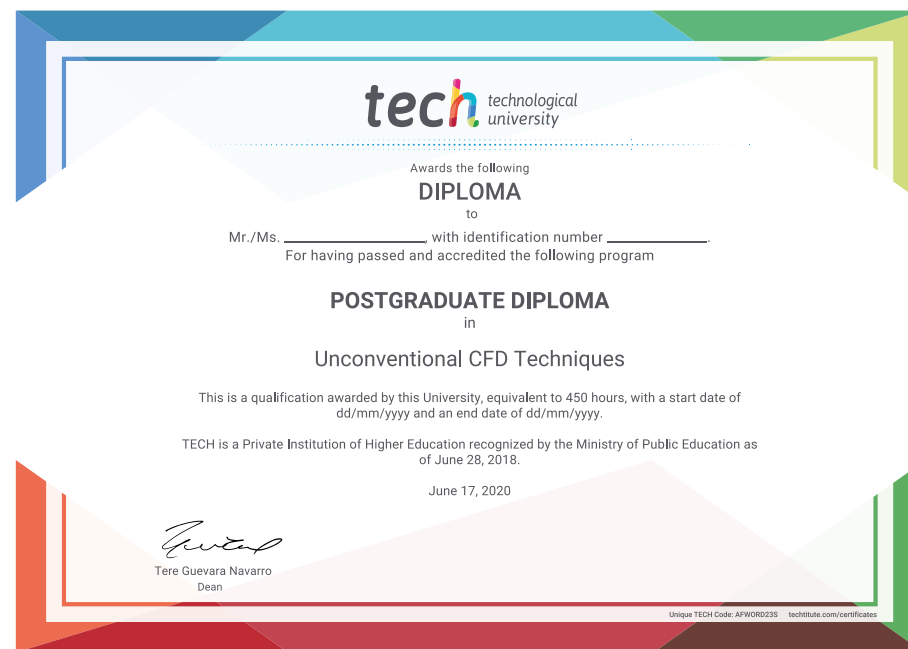 tech technological
university
Awards the following
DIPLOMA
to
Mr./Ms. ____________, with identification number ____________.
For having passed and accredited the following program
POSTGRADUATE DIPLOMA
in
Unconventional CFD Techniques
This is a qualification awarded by this University, equivalent to 450 hours, with a start date of
dd/mm/yyyy and an end date of dd/mm/yyyy.
TECH is a Private Institution of Higher Education recognized by the Ministry of Public Education as
of June 28, 2018.
June 17, 2020
Tere Guevara Navarro
Dean
Unique TECH Code: AFWORD23S techtitute.com/certificates